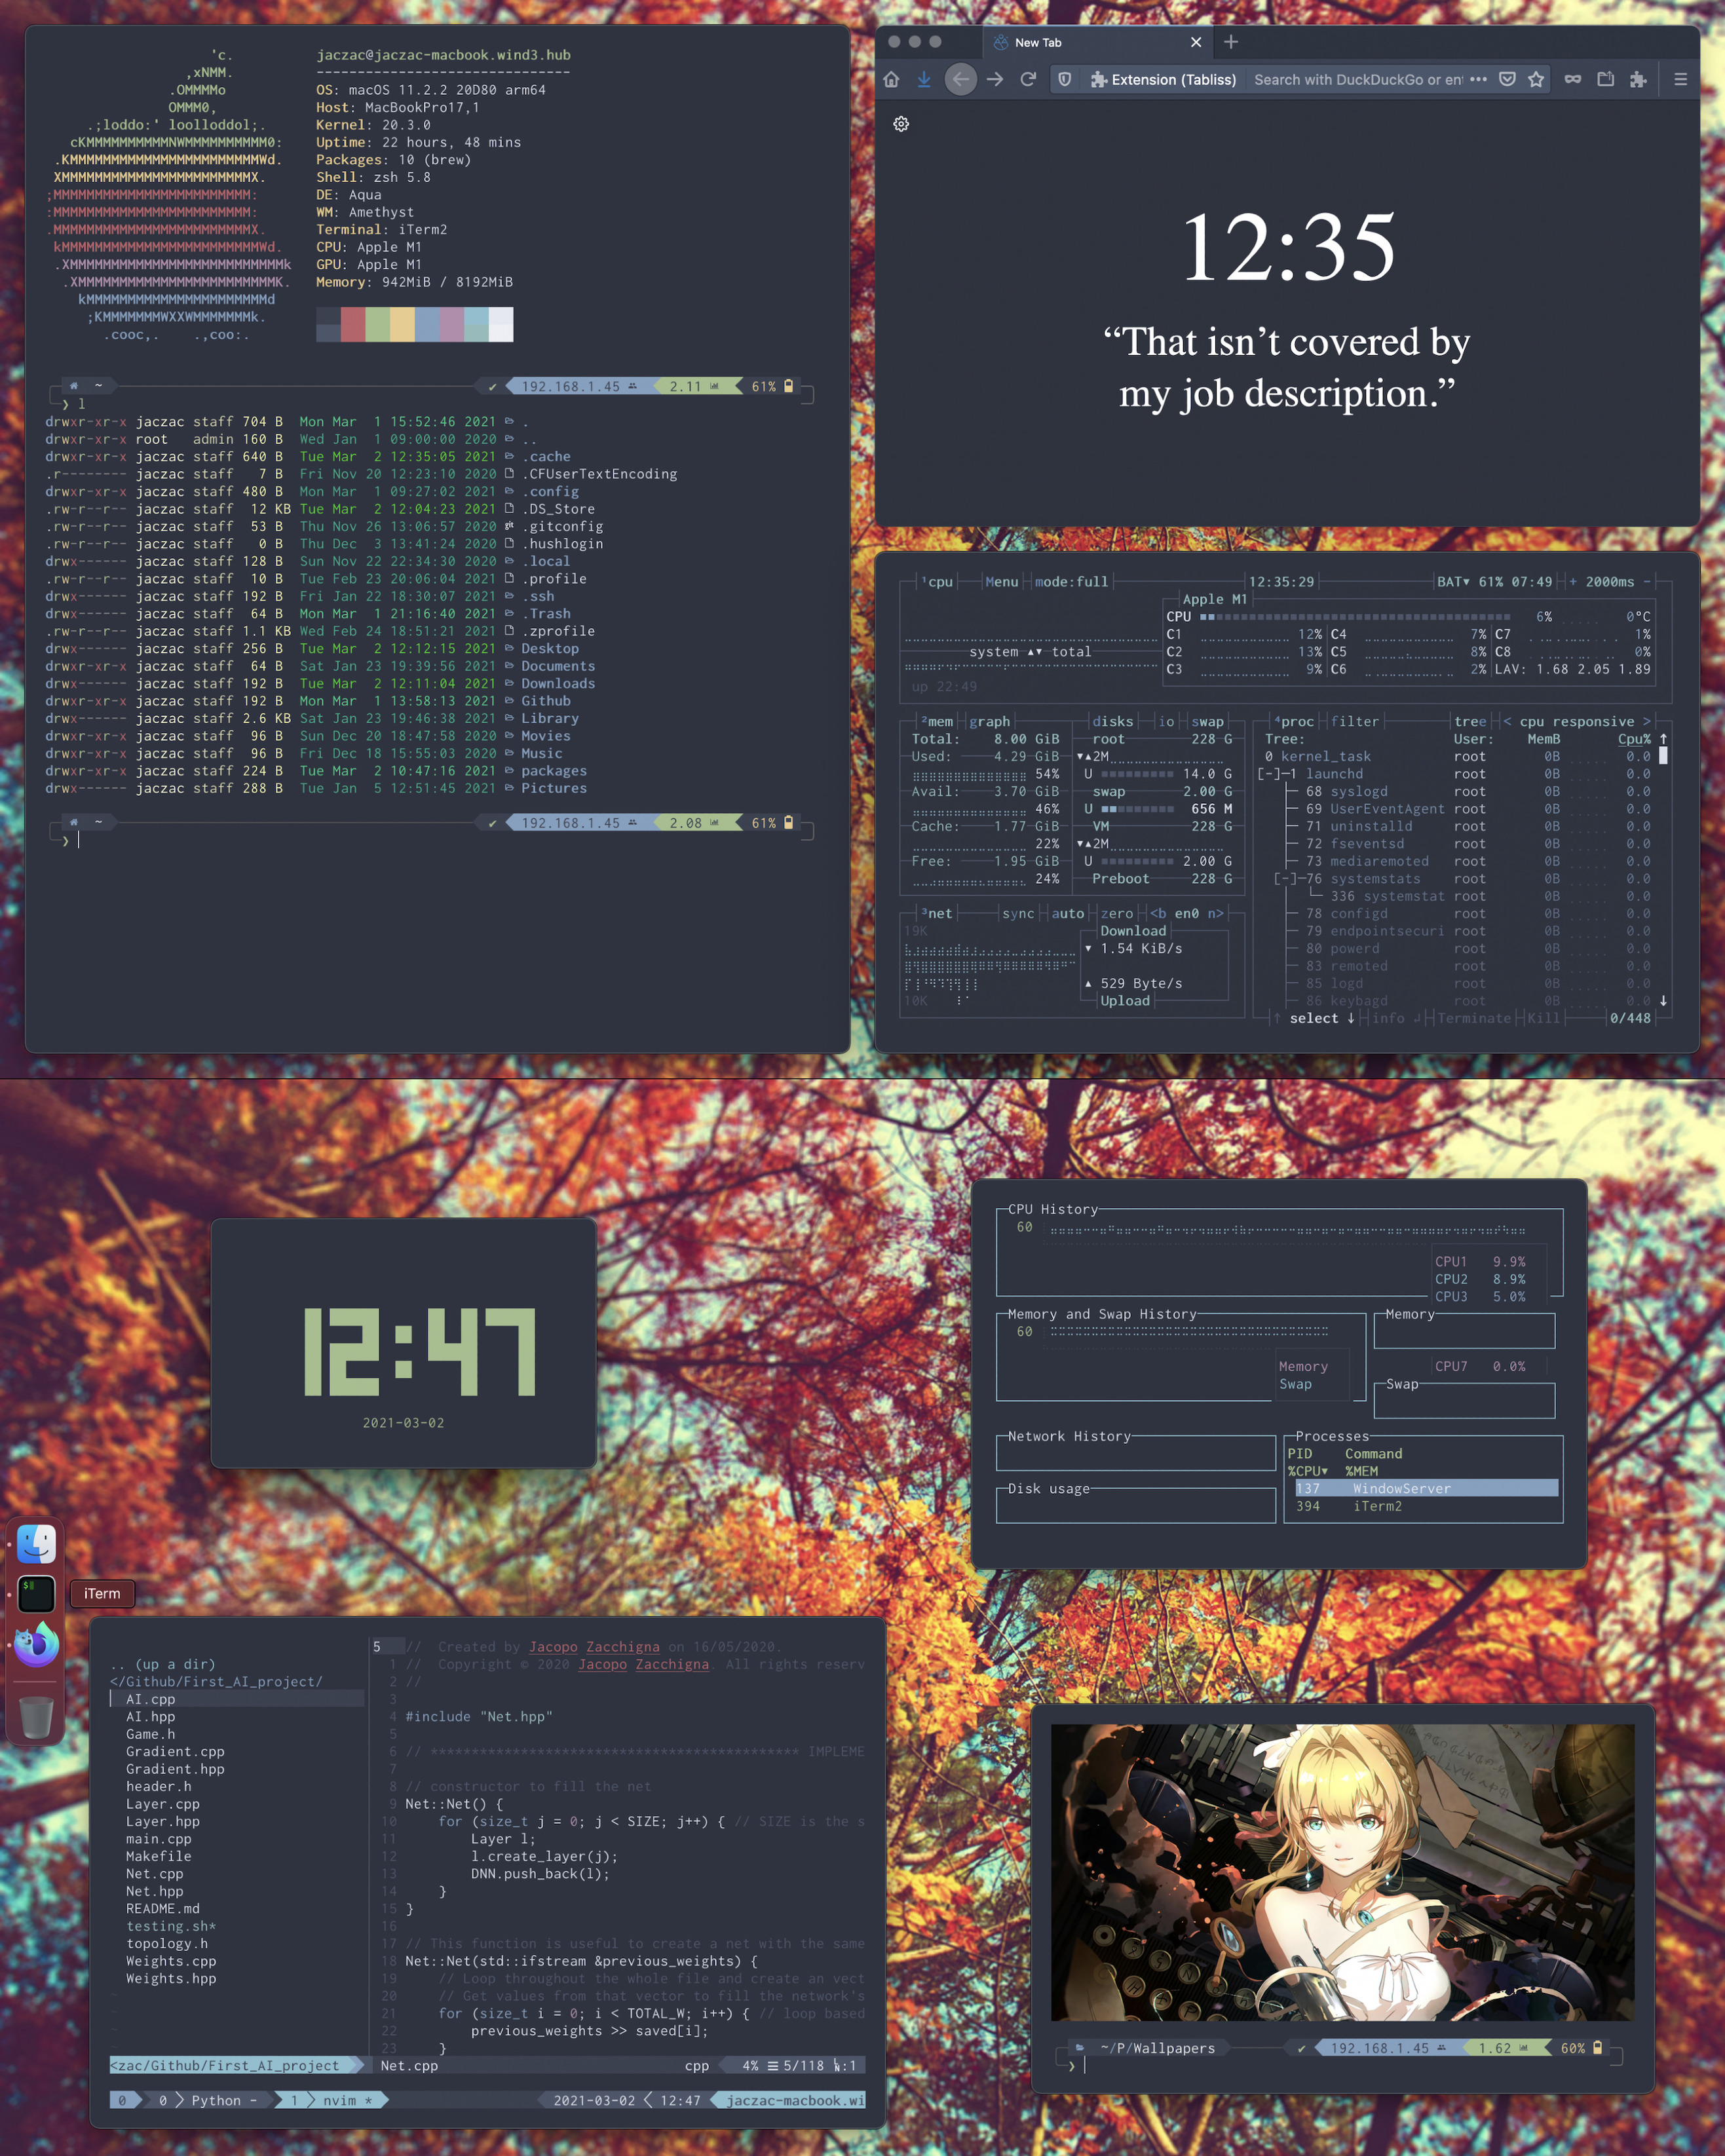 'c.
,xNMM.
.OMMMMo
OMMM0,
.;loddo:' loolloddol;.
cKMMMMMMMMMMNWMMMMMMMMMM0:
.KMMMMMMMMMMMMMMMMMMMMMMMWd.
XMMMMMMMMMMMMMMMMMMMMMMMX.
;MMMMMMMMMMMMMMMMMMMMMMMM:
:MMMMMMMMMMMMMMMMMMMMMMMM:
.MMMMMMMMMMMMMMMMMMMMMMMMX.
kMMMMMMMMMMMMMMMMMMMMMMMMWd.
.XMMMMMMMMMMMMMMMMMMMMMMMMMMk
.XMMMMMMMMMMMMMMMMMMMMMMMMK.
kMMMMMMMMMMMMMMMMMMMMMMd
;KMMMMMMMWXXWMMMMMMMk.
.cooc,. .,coo:.
jaczac@jaczac-macbook.wind3.hub
-------------------------------
OS: macOS 11.2.2 20D80 arm64
Host: MacBookPro17,1
Kernel: 20.3.0
Uptime: 22 hours, 48 mins
Packages: 10 (brew)
Shell: zsh 5.8
DE: Aqua
WM: Amethyst
Terminal: iTerm2
CPU: Apple M1
GPU: Apple M1
Memory: 942MiB / 8192MiB
~ ✔ 192.168.1.45 2.11 61%
❯ l
drwxr-xr-x jaczac staff 704 B Mon Mar 1 15:52:46 2021 .
drwxr-xr-x root admin 160 B Wed Jan 1 09:00:00 2020 ..
drwxr-xr-x jaczac staff 640 B Tue Mar 2 12:35:05 2021 .cache
.r-------- jaczac staff 7 B Fri Nov 20 12:23:10 2020 .CFUserTextEncoding
drwxr-xr-x jaczac staff 480 B Mon Mar 1 09:27:02 2021 .config
.rw-r--r-- jaczac staff 12 KB Tue Mar 2 12:04:23 2021 .DS_Store
.rw-r--r-- jaczac staff 53 B Thu Nov 26 13:06:57 2020 .gitconfig
.rw-r--r-- jaczac staff 0 B Thu Dec 3 13:41:24 2020 .hushlogin
drwx------ jaczac staff 128 B Sun Nov 22 22:34:30 2020 .local
.rw-r--r-- jaczac staff 10 B Tue Feb 23 20:06:04 2021 .profile
drwx------ jaczac staff 192 B Fri Jan 22 18:30:07 2021 .ssh
drwx------ jaczac staff 64 B Mon Mar 1 21:16:40 2021 .Trash
.rw-r--r-- jaczac staff 1.1 KB Wed Feb 24 18:51:21 2021 .zprofile
drwx------ jaczac staff 256 B Tue Mar 2 12:12:15 2021 Desktop
drwxr-xr-x jaczac staff 64 B Sat Jan 23 19:39:56 2021 Documents
drwx------ jaczac staff 192 B Tue Mar 2 12:11:04 2021 Downloads
drwxr-xr-x jaczac staff 192 B Mon Mar 1 13:58:13 2021 Github
drwx------ jaczac staff 2.6 KB Sat Jan 23 19:46:38 2021 Library
drwxr-xr-x jaczac staff 96 B Sun Dec 20 18:47:58 2020 Movies
drwxr-xr-x jaczac staff 96 B Fri Dec 18 15:55:03 2020 Music
drwxr-xr-x jaczac staff 224 B Tue Mar 2 10:47:16 2021 packages
drwx------ jaczac staff 288 B Tue Jan 5 12:51:45 2021 Pictures
~ ✔ 192.168.1.45 2.08 61%
❯
New Tab
Extension (Tabliss) Search with DuckDuckGo or en
12:35
“That isn’t covered by
my job description.”
¹cpu Menu mode:full 12:35:29 BAT▼ 61% 07:49 + 2000ms -
Apple M1
CPU 6% 0°C
C1 12% C4 7% C7 1%
system ▲▼ total C2 13% C5 8% C8 0%
C3 9% C6 2% LAV: 1.68 2.05 1.89
up 22:49
²mem graph disks io swap
Total: 8.00 GiB root 228 G
Used: 4.29 GiB ▼▲2M
54% U 14.0 G
Avail: 3.70 GiB swap 2.00 G
46% U 656 M
Cache: 1.77 GiB VM 228 G
22% ▼▲2M
Free: 1.95 GiB U 2.00 G
24% Preboot 228 G
³net sync auto zero <b en0 n>
19K Download
▼ 1.54 KiB/s
▲ 529 Byte/s
10K Upload
⁴proc filter tree < cpu responsive >
Tree: User: MemB Cpu% ↑
0 kernel_task root 0B 0.0
[-]-1 launchd root 0B 0.0
68 syslogd root 0B 0.0
69 UserEventAgent root 0B 0.0
71 uninstalld root 0B 0.0
72 fseventsd root 0B 0.0
73 mediaremoted root 0B 0.0
[-]-76 systemstats root 0B 0.0
336 systemstat root 0B 0.0
78 configd root 0B 0.0
79 endpointsecuri root 0B 0.0
80 powerd root 0B 0.0
83 remoted root 0B 0.0
85 logd root 0B 0.0
86 keybagd root 0B 0.0 ↓
↑ select ↓ info ↲ Terminate Kill 0/448
12:47
2021-03-02
CPU History
60
CPU1 9.9%
CPU2 8.9%
CPU3 5.0%
Memory and Swap History
60
Memory
Swap
Memory
CPU7 0.0%
Swap
Network History
Disk usage
Processes
PID Command
%CPU▼ %MEM
137 WindowServer
394 iTerm2
iTerm
.. (up a dir)
</Github/First_AI_project/
AI.cpp
AI.hpp
Game.h
Gradient.cpp
Gradient.hpp
header.h
Layer.cpp
Layer.hpp
main.cpp
Makefile
Net.cpp
Net.hpp
README.md
testing.sh*
topology.h
Weights.cpp
Weights.hpp
<zac/Github/First_AI_project
5 // Created by Jacopo Zacchigna on 16/05/2020.
1 // Copyright © 2020 Jacopo Zacchigna. All rights reserv
2 //
3
4 #include "Net.hpp"
5
6 // ********************************************* IMPLEME
7
8 // constructor to fill the net
9 Net::Net() {
10 for (size_t j = 0; j < SIZE; j++) { // SIZE is the s
11 Layer l;
12 l.create_layer(j);
13 DNN.push_back(l);
14 }
15 }
16
17 // This function is useful to create a net with the same
18 Net::Net(std::ifstream &previous_weights) {
19 // Loop throughout the whole file and create an vect
20 // Get values from that vector to fill the network's
21 for (size_t i = 0; i < TOTAL_W; i++) { // loop based
22 previous_weights >> saved[i];
23 }
Net.cpp cpp 4% ☰ 5/118 ㏑:1
0 0 Python - 1 nvim * 2021-03-02 12:47 jaczac-macbook.wi
~/P/Wallpapers ✔ 192.168.1.45 1.62 60%
❯